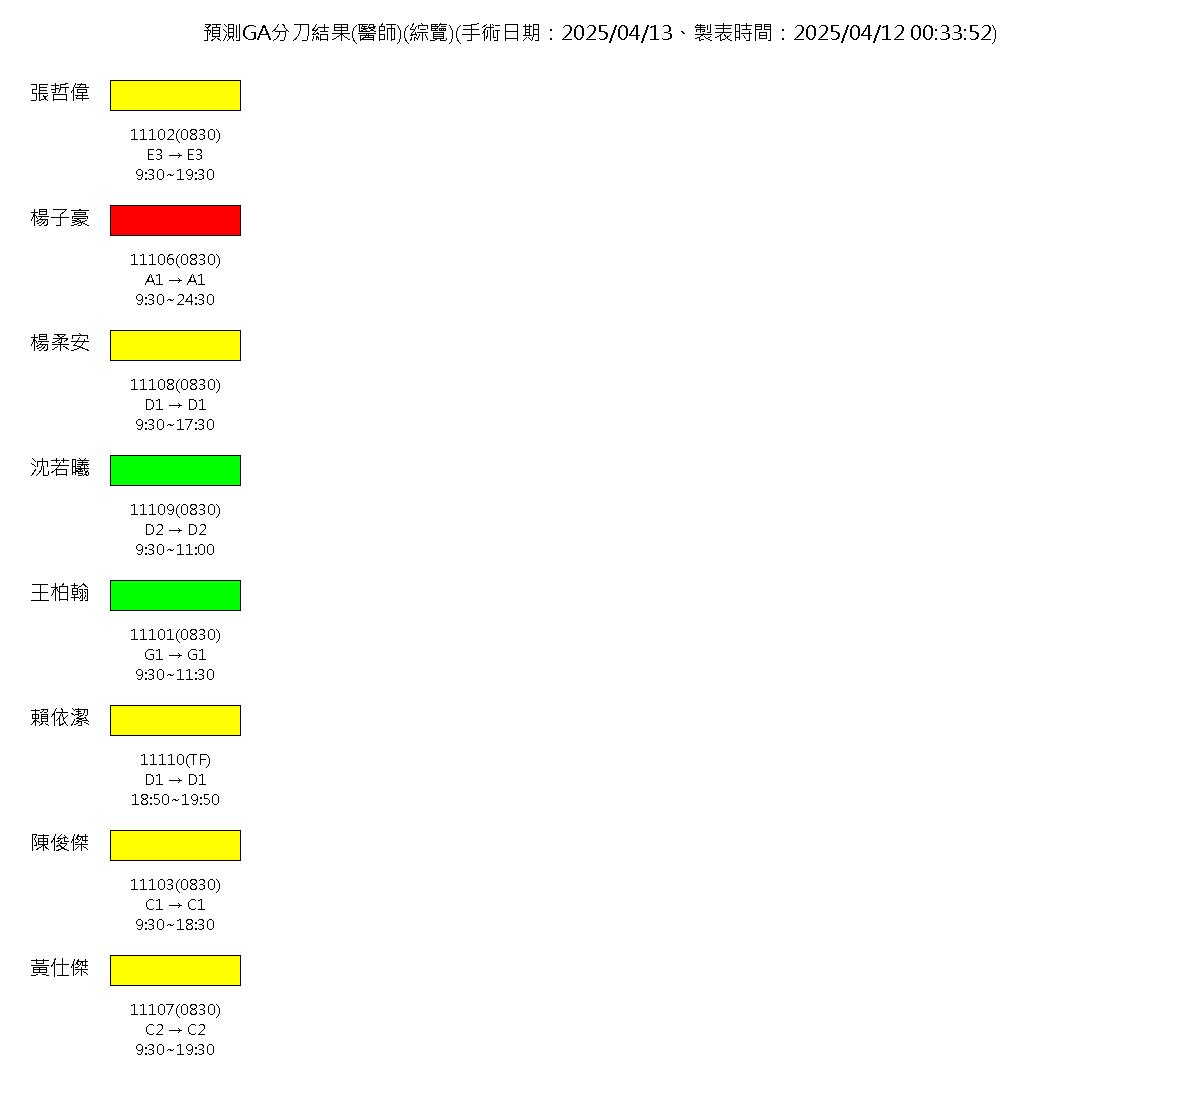 預測GA分刀結果(醫師)(綜覽)(手術日期：2025/04/13、製表時間：2025/04/12 00:33:52)
張哲偉
11102(0830)
E3 → E3
9:30~19:30
楊子豪
11106(0830)
A1 → A1
9:30~24:30
楊柔安
11108(0830)
D1 → D1
9:30~17:30
沈若曦
11109(0830)
D2 → D2
9:30~11:00
王柏翰
11101(0830)
G1 → G1
9:30~11:30
賴依潔
11110(TF)
D1 → D1
18:50~19:50
陳俊傑
11103(0830)
C1 → C1
9:30~18:30
黃仕傑
11107(0830)
C2 → C2
9:30~19:30